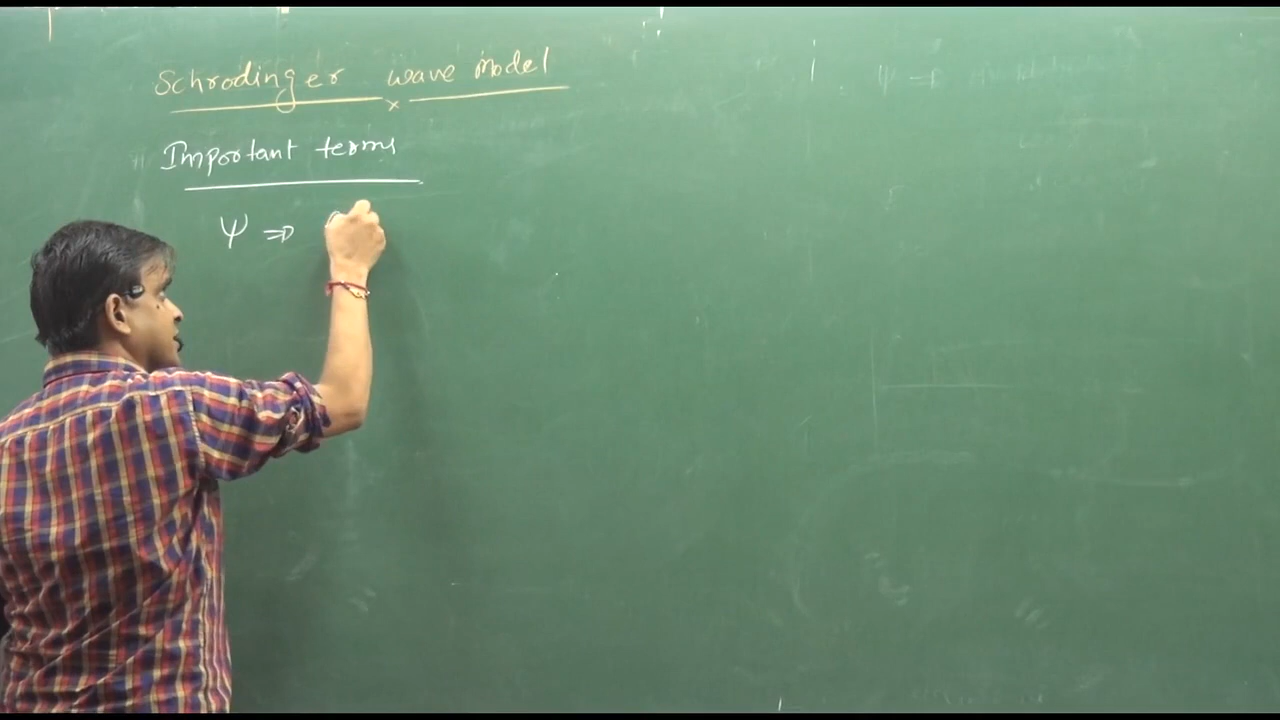 Schrodinger wave Model
×
Important terms
Ψ ⇒